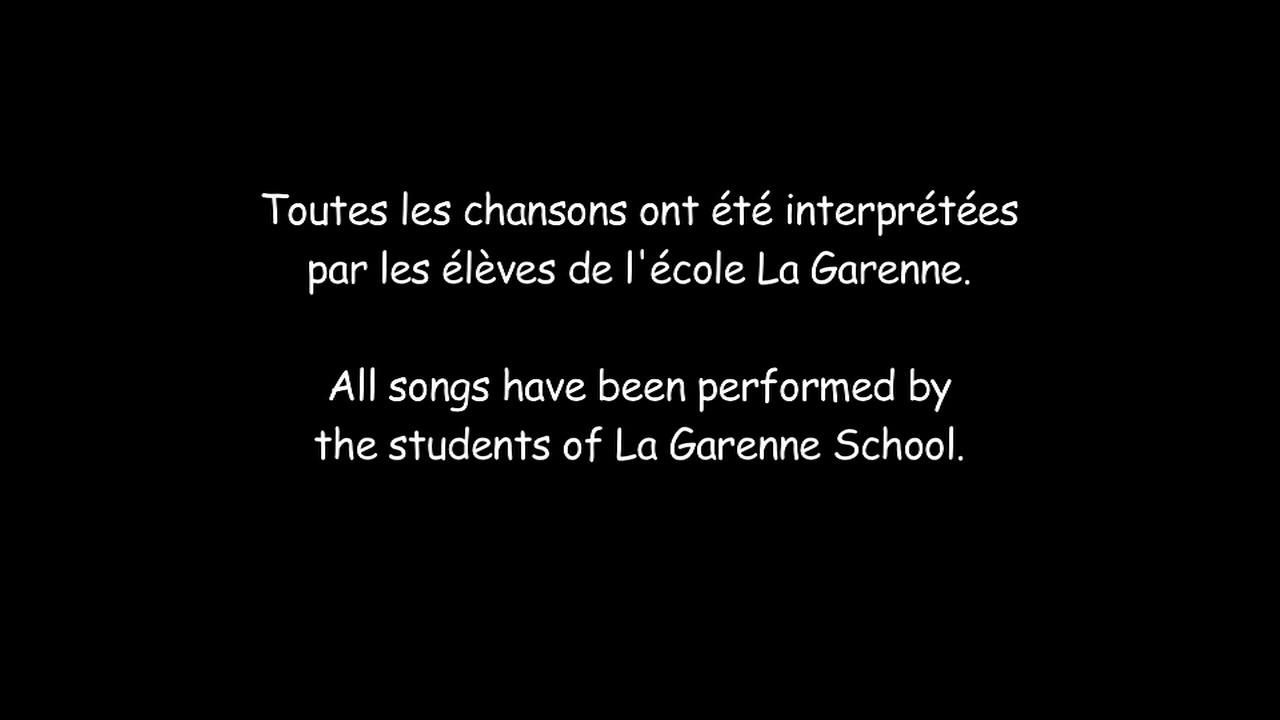 Toutes les chansons ont été interprétées
par les élèves de l'école La Garenne.
All songs have been performed by
the students of La Garenne School.